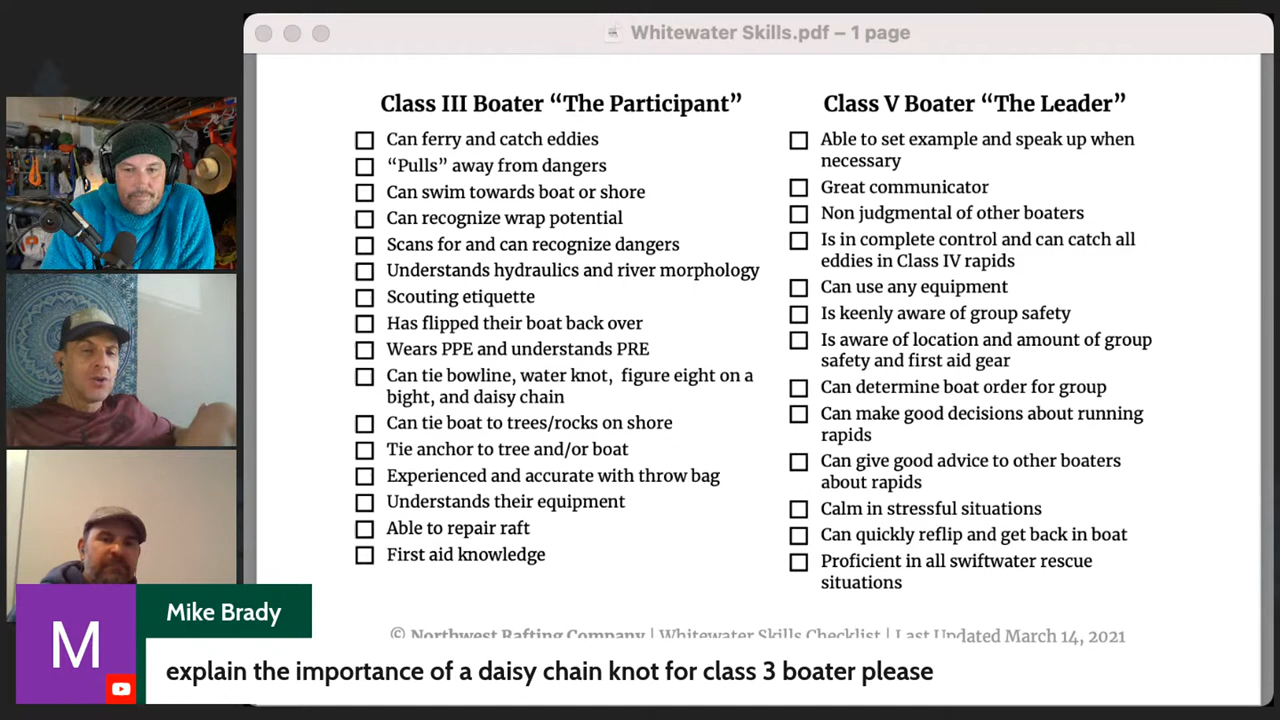 Whitewater Skills.pdf – 1 page
Class III Boater “The Participant”
Can ferry and catch eddies
“Pulls” away from dangers
Can swim towards boat or shore
Can recognize wrap potential
Scans for and can recognize dangers
Understands hydraulics and river morphology
Scouting etiquette
Has flipped their boat back over
Wears PPE and understands PRE
Can tie bowline, water knot, figure eight on a
bight, and daisy chain
Can tie boat to trees/rocks on shore
Tie anchor to tree and/or boat
Experienced and accurate with throw bag
Understands their equipment
Able to repair raft
First aid knowledge
Class V Boater “The Leader”
Able to set example and speak up when
necessary
Great communicator
Non judgmental of other boaters
Is in complete control and can catch all
eddies in Class IV rapids
Can use any equipment
Is keenly aware of group safety
Is aware of location and amount of group
safety and first aid gear
Can determine boat order for group
Can make good decisions about running
rapids
Can give good advice to other boaters
about rapids
Calm in stressful situations
Can quickly reflip and get back in boat
Proficient in all swiftwater rescue
situations
© Northwest Rafting Company | Whitewater Skills Checklist | Last Updated March 14, 2021
M
Mike Brady
explain the importance of a daisy chain knot for class 3 boater please